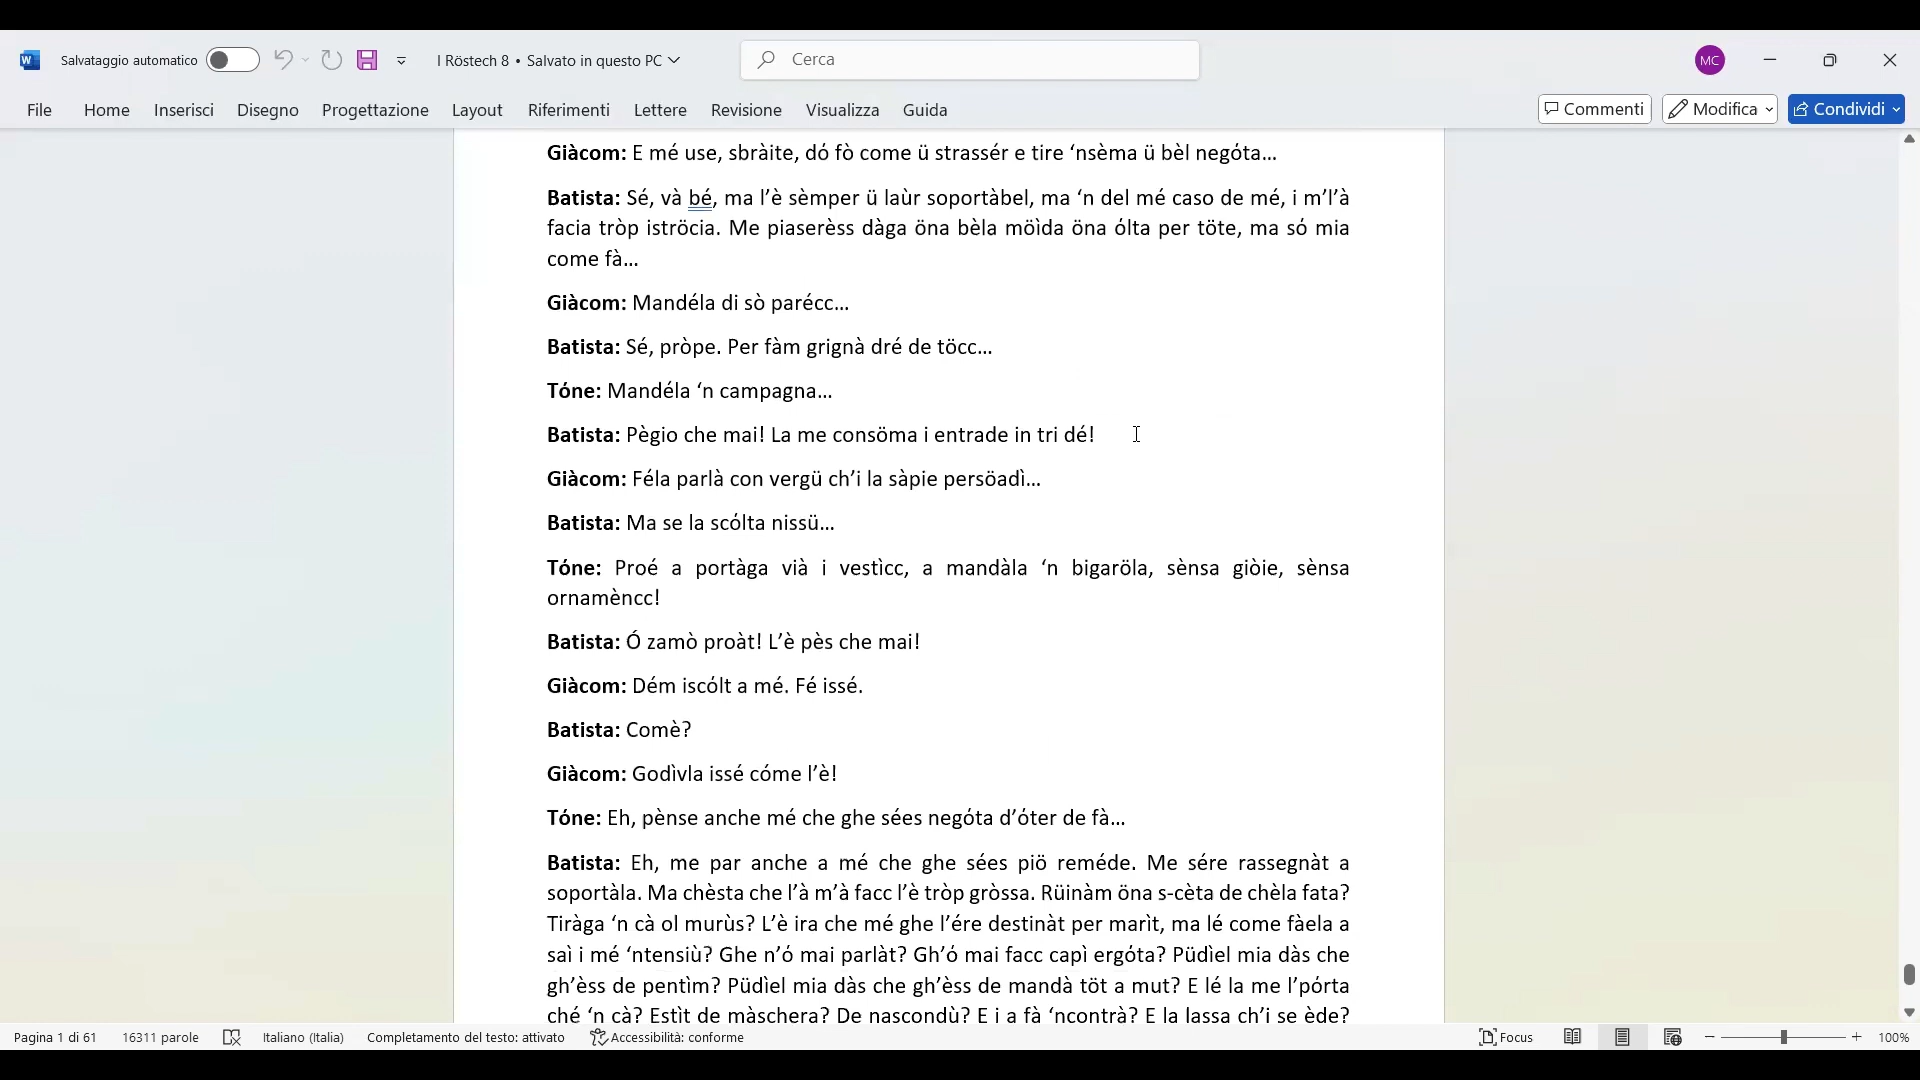 Salvataggio automatico
I Röstech 8 • Salvato in questo PC
Cerca
MC
File Home Inserisci Disegno Progettazione Layout Riferimenti Lettere Revisione Visualizza Guida
Commenti Modifica Condividi
Giàcom: E mé use, sbràite, dó fò come ü strassér e tire ‘nsèma ü bèl negóta...
Batista: Sé, và bé, ma l’è sèmper ü laùr soportàbel, ma ‘n del mé caso de mé, i m’l’à
facia tròp iströcia. Me piaserèss dàga öna bèla möìda öna ólta per töte, ma só mia
come fà...
Giàcom: Mandéla di sò parécc...
Batista: Sé, pròpe. Per fàm grignà dré de töcc...
Tóne: Mandéla ‘n campagna...
Batista: Pègio che mai! La me consöma i entrade in tri dé!
Giàcom: Féla parlà con vergü ch’i la sàpie persöadì...
Batista: Ma se la scólta nissü...
Tóne: Proé a portàga vià i vestìcc, a mandàla ‘n bigaröla, sènsa giòie, sènsa
ornamèncc!
Batista: Ó zamò proàt! L’è pès che mai!
Giàcom: Dém iscólt a mé. Fé issé.
Batista: Comè?
Giàcom: Godìvla issé cóme l’è!
Tóne: Eh, pènse anche mé che ghe sées negóta d’óter de fà...
Batista: Eh, me par anche a mé che ghe sées piö reméde. Me sére rassegnàt a
soportàla. Ma chèsta che l’à m’à facc l’è tròp gròssa. Rüinàm öna s-cèta de chèla fata?
Tiràga ‘n cà ol murùs? L’è ira che mé ghe l’ére destinàt per marìt, ma lé come fàela a
saì i mé ‘ntensiù? Ghe n’ó mai parlàt? Gh’ó mai facc capì ergóta? Püdìel mia dàs che
gh’èss de pentìm? Püdìel mia dàs che gh’èss de mandà töt a mut? E lé la me l’pórta
ché ‘n cà? Estìt de màschera? De nascondù? E i a fà ‘ncontrà? E la lassa ch’i se ède?
Pagina 1 di 61 16311 parole Italiano (Italia) Completamento del testo: attivato Accessibilità: conforme Focus 100%